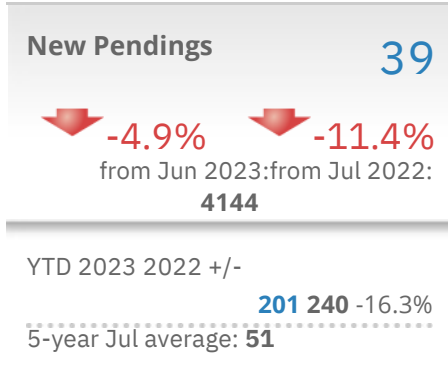 New Pendings
39
-4.9% -11.4%
from Jun 2023:from Jul 2022:
4144
YTD 2023 2022 +/-
201 240 -16.3%
5-year Jul average: 51